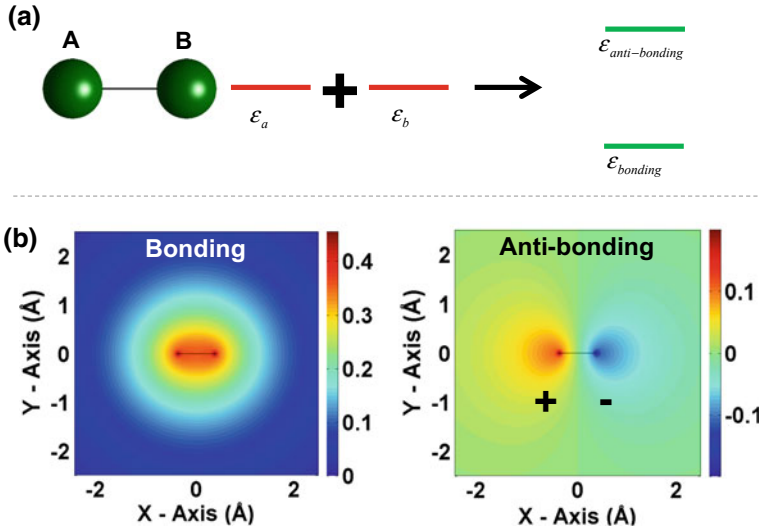 (a)
A B
ε_a + ε_b
ε_anti−bonding
ε_bonding
(b)
Bonding
Y - Axis (Å)
2
1
0
-1
-2
-2 0 2
X - Axis (Å)
0.4
0.3
0.2
0.1
0
Anti-bonding
Y - Axis (Å)
2
1
0
-1
-2
+ -
-2 0 2
X - Axis (Å)
0.1
0
-0.1